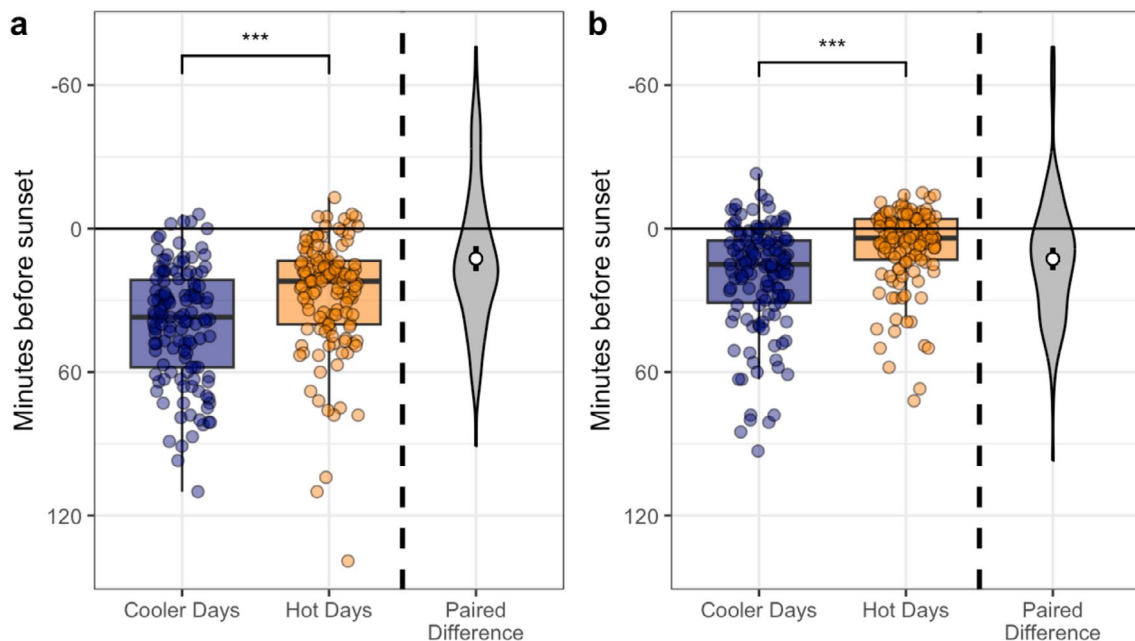 a
***
Minutes before sunset
-60
0
60
120
Cooler Days
Hot Days
Paired
Difference
b
***
Minutes before sunset
-60
0
60
120
Cooler Days
Hot Days
Paired
Difference